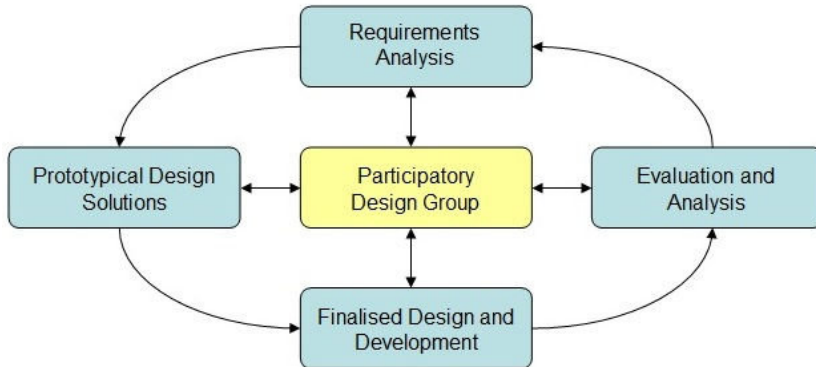 Requirements
Analysis
Prototypical Design
Solutions
Participatory
Design Group
Evaluation and
Analysis
Finalised Design and
Development